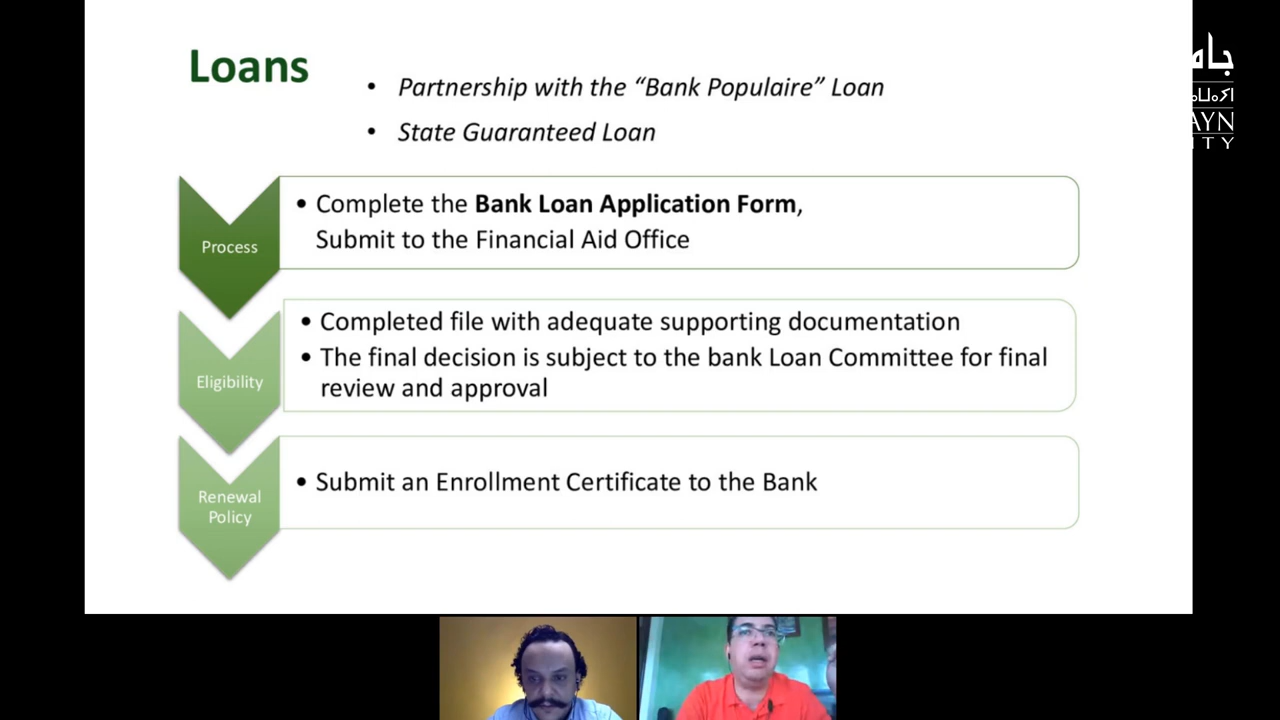 Loans
• Partnership with the “Bank Populaire” Loan
• State Guaranteed Loan
Process
• Complete the Bank Loan Application Form,
Submit to the Financial Aid Office
Eligibility
• Completed file with adequate supporting documentation
• The final decision is subject to the bank Loan Committee for final
review and approval
Renewal
Policy
• Submit an Enrollment Certificate to the Bank
AYN
ITY